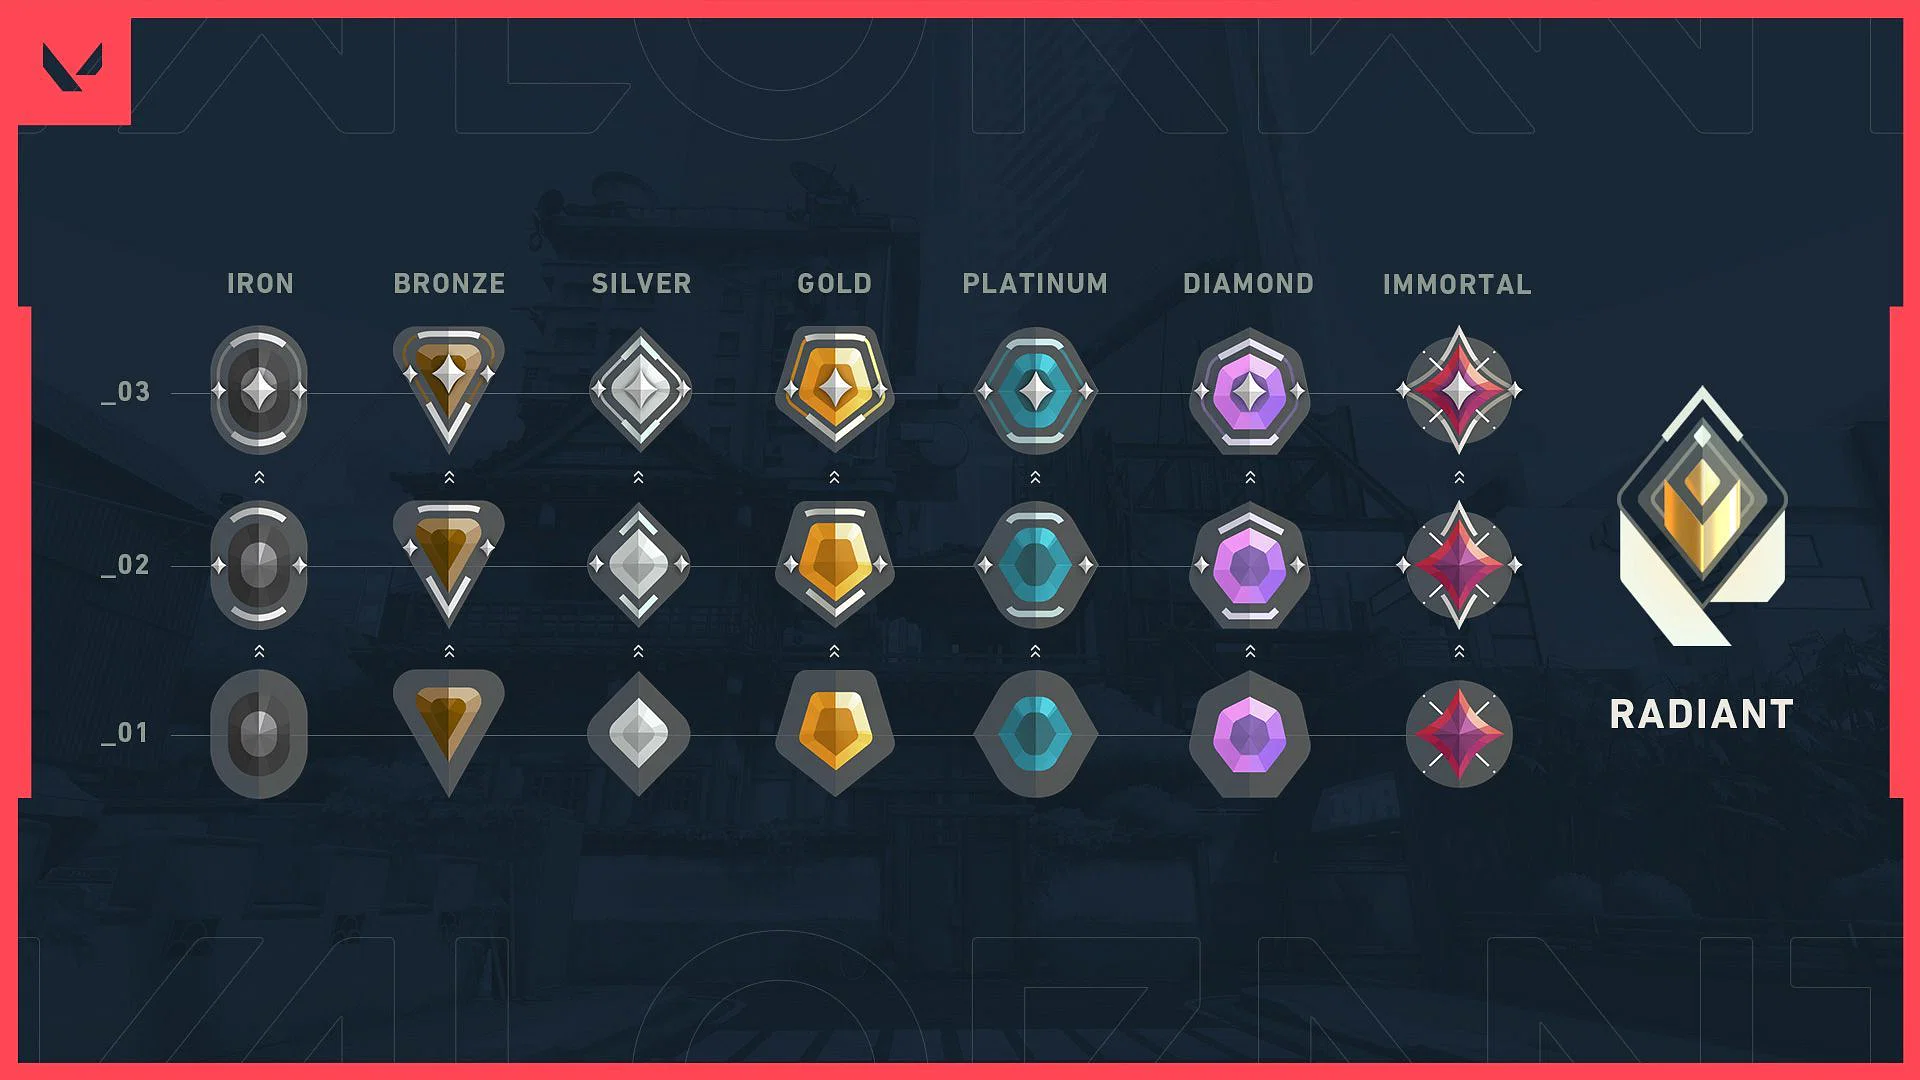 IRON BRONZE SILVER GOLD PLATINUM DIAMOND IMMORTAL
_03
_02
_01
RADIANT